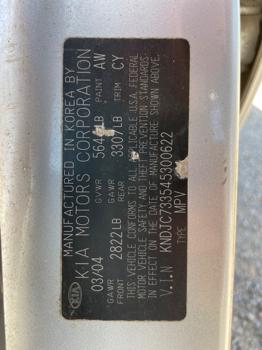 MANUFACTURED IN KOREA BY
KIA MOTORS CORPORATION
03/04 GVWR 5644LB PAINT AW
GAWR FRONT 2822LB GAWR REAR 3307LB TRIM CY
THIS VEHICLE CONFORMS TO ALL APPLICABLE U.S.A. FEDERAL
MOTOR VEHICLE SAFETY AND THEFT PREVENTION STANDARDS
IN EFFECT ON THE DATE OF MANUFACTURE SHOWN ABOVE.
V.I.N KNDJC733545300622
TYPE MPV
KIA